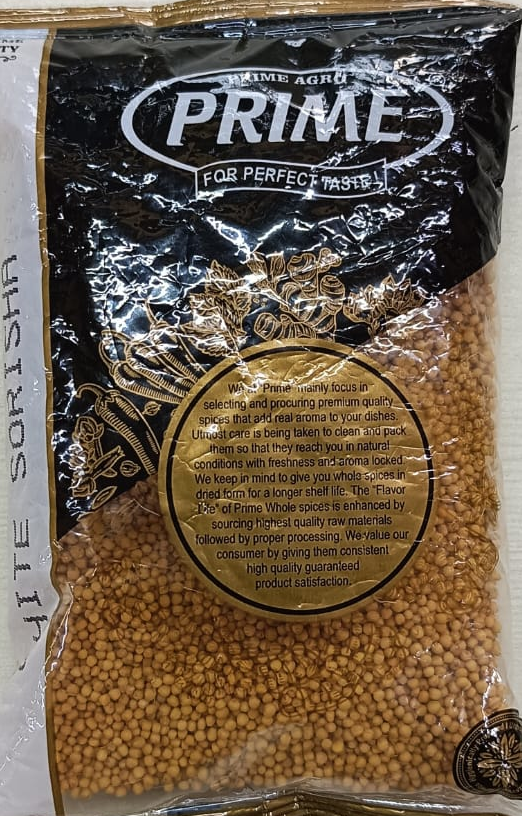 PRIME AGRO
PRIME
FOR PERFECT TASTE!
We at "Prime" mainly focus in
selecting and procuring premium quality
spices that add real aroma to your dishes.
Utmost care is being taken to clean and pack
them so that they reach you in natural
conditions with freshness and aroma locked.
We keep in mind to give you whole spices in
dried form for a longer shelf life. The "Flavor
life" of Prime Whole spices is enhanced by
sourcing highest quality raw materials
followed by proper processing. We value our
consumer by giving them consistent
high quality guaranteed
product satisfaction.
SORISHA
TY